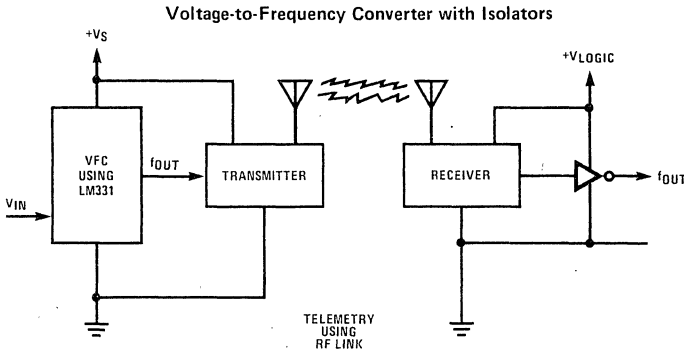 Voltage-to-Frequency Converter with Isolators
+VS
+VLOGIC
VFC
USING
LM331
fOUT
TRANSMITTER
RECEIVER
fOUT
VIN
TELEMETRY
USING
RF LINK